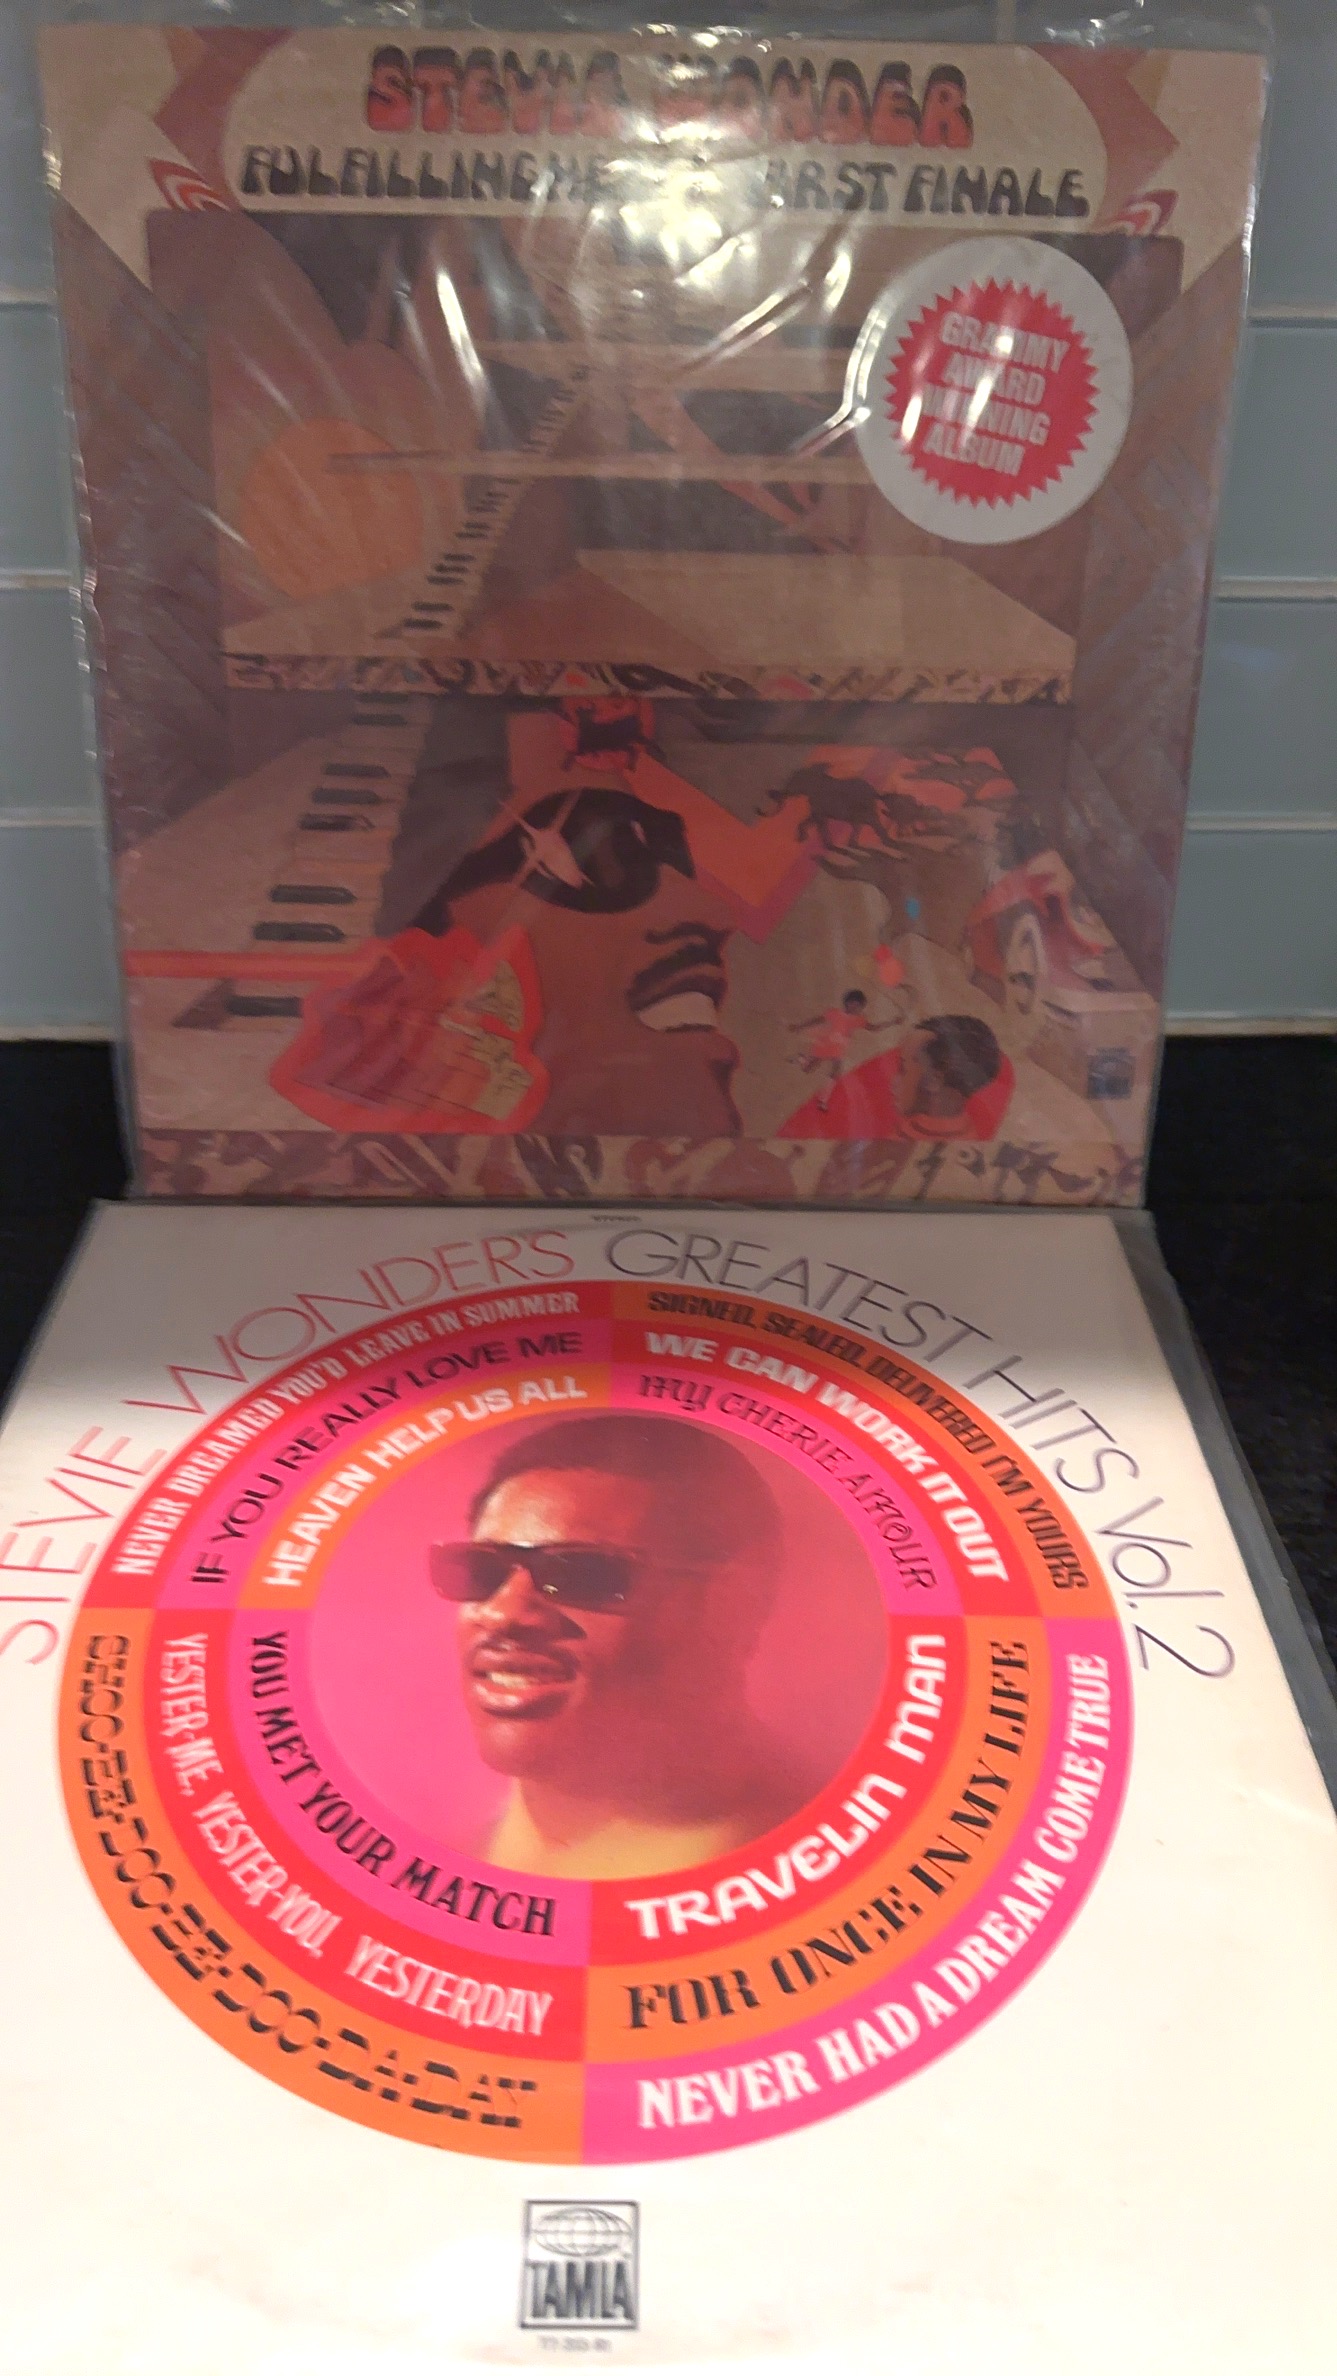 STEVIE WONDER
FULFILLINGNESS' FIRST FINALE
GRAMMY
AWARD
WINNING
ALBUM
STEVIE WONDER'S GREATEST HITS Vol. 2
NEVER DREAMED YOU'D LEAVE IN SUMMER
IF YOU REALLY LOVE ME
HEAVEN HELP US ALL
SIGNED, SEALED, DELIVERED I'M YOURS
WE CAN WORK IT OUT
MY CHERIE AMOUR
TRAVELIN MAN
FOR ONCE IN MY LIFE
NEVER HAD A DREAM COME TRUE
YOU MET YOUR MATCH
YESTER-ME, YESTER-YOU, YESTERDAY
SHOO-BE-DOO-BE-DOO-DA-DAY
TAMLA